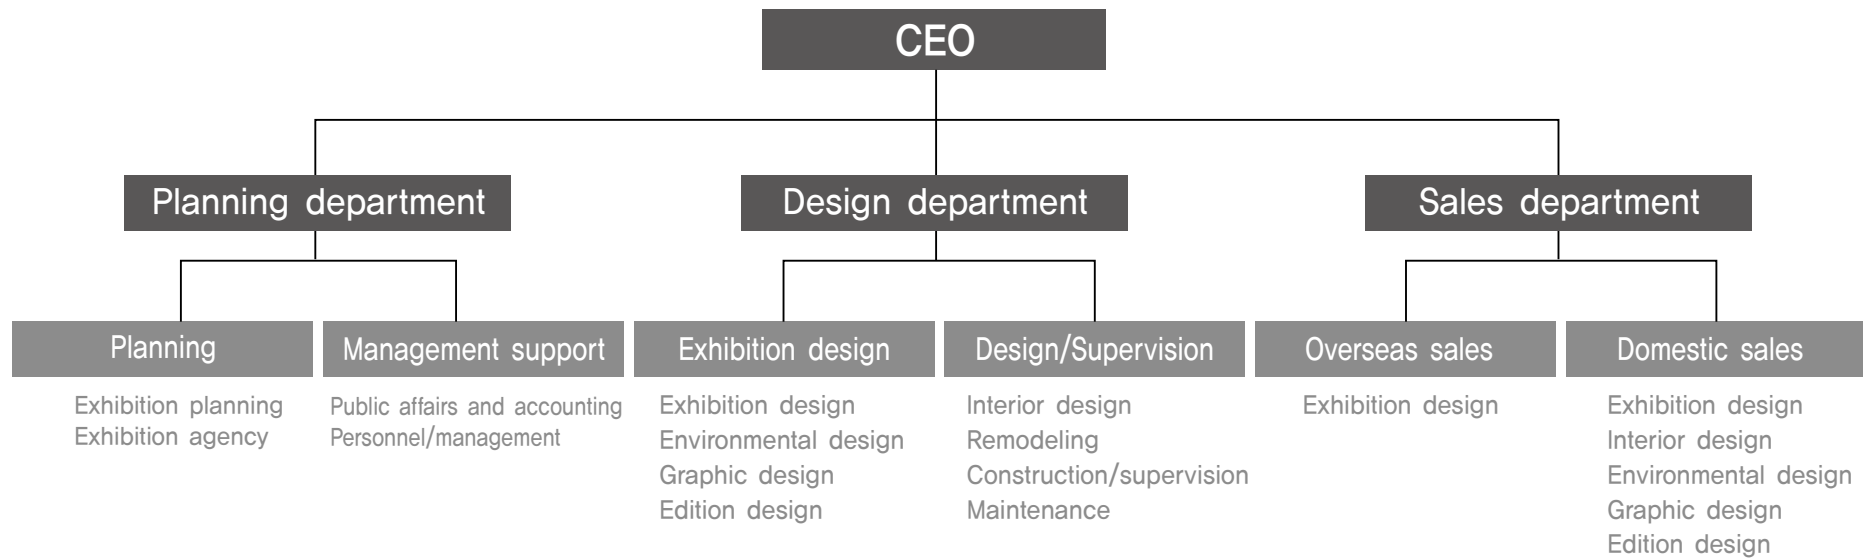 CEO
Planning department
Design department
Sales department
Planning
Management support
Exhibition design
Design/Supervision
Overseas sales
Domestic sales
Exhibition planning
Exhibition agency
Public affairs and accounting
Personnel/management
Exhibition design
Environmental design
Graphic design
Edition design
Interior design
Remodeling
Construction/supervision
Maintenance
Exhibition design
Exhibition design
Interior design
Environmental design
Graphic design
Edition design